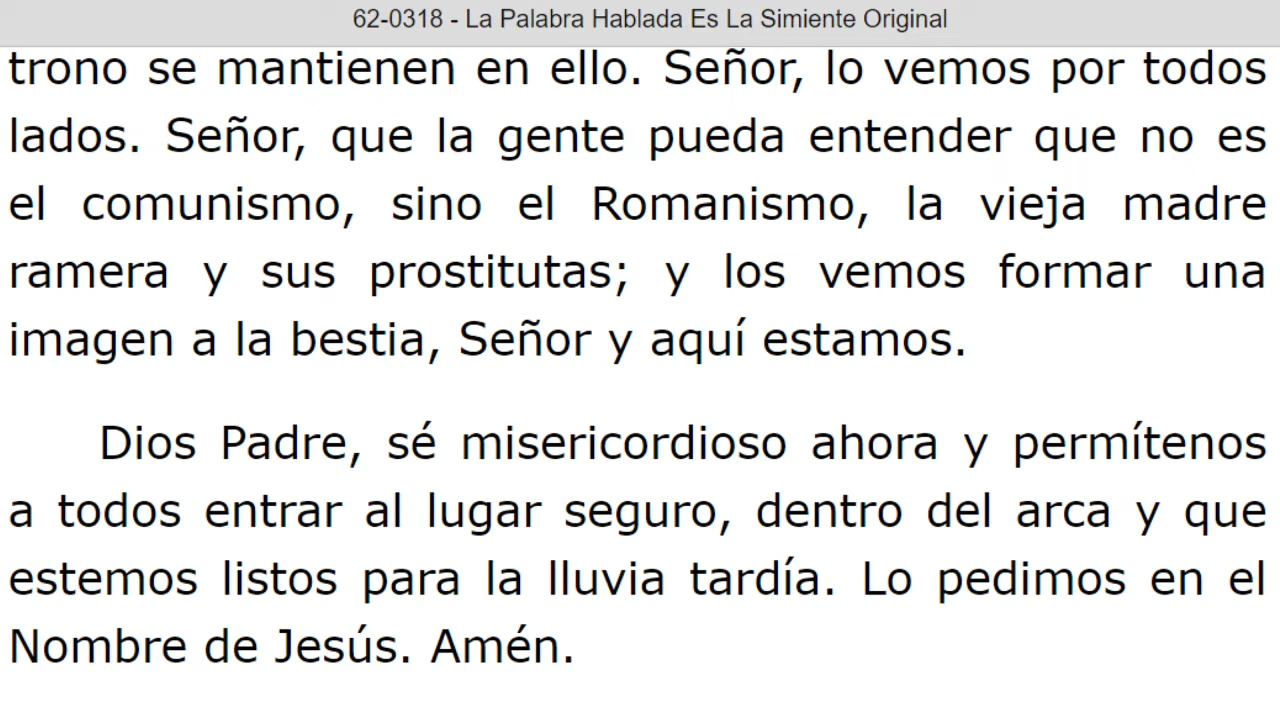 62-0318 - La Palabra Hablada Es La Simiente Original
trono se mantienen en ello. Señor, lo vemos por todos
lados. Señor, que la gente pueda entender que no es
el comunismo, sino el Romanismo, la vieja madre
ramera y sus prostitutas; y los vemos formar una
imagen a la bestia, Señor y aquí estamos.
Dios Padre, sé misericordioso ahora y permítenos
a todos entrar al lugar seguro, dentro del arca y que
estemos listos para la lluvia tardía. Lo pedimos en el
Nombre de Jesús. Amén.